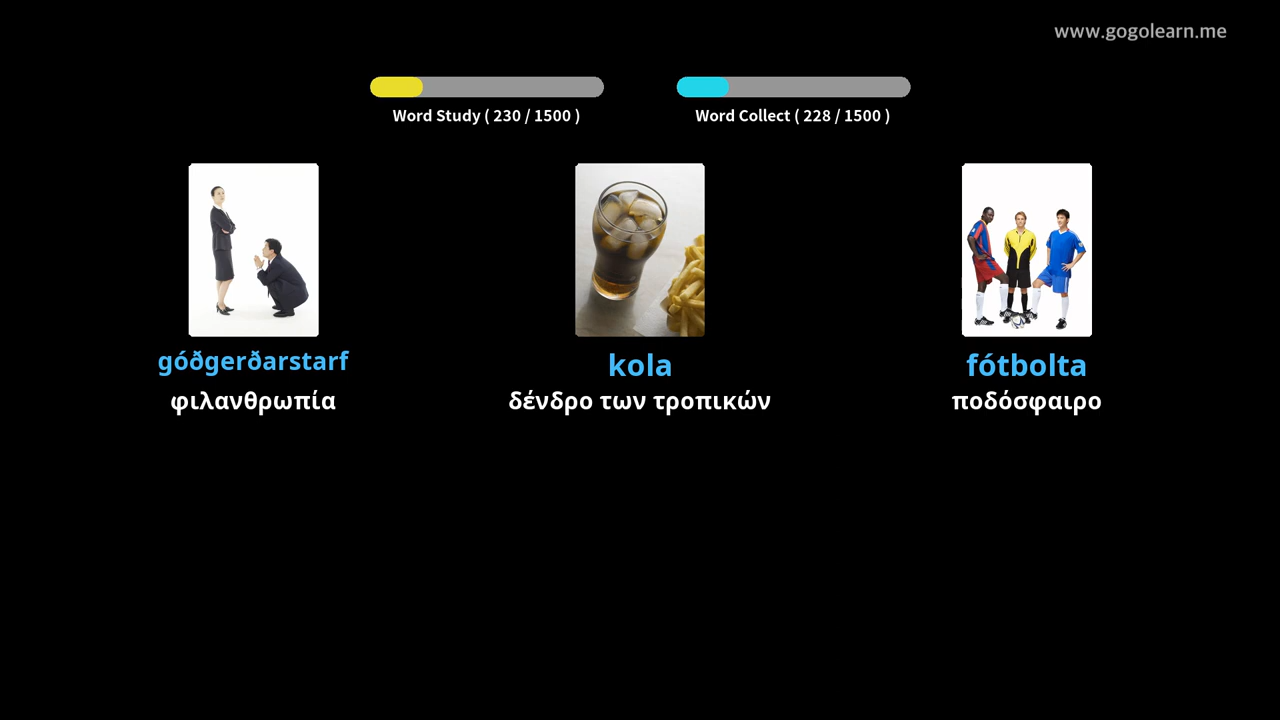 www.gogolearn.me
Word Study ( 230 / 1500 )
Word Collect ( 228 / 1500 )
góðgerðarstarf
kola
fótbolta
φιλανθρωπία
δένδρο των τροπικών
ποδόσφαιρο